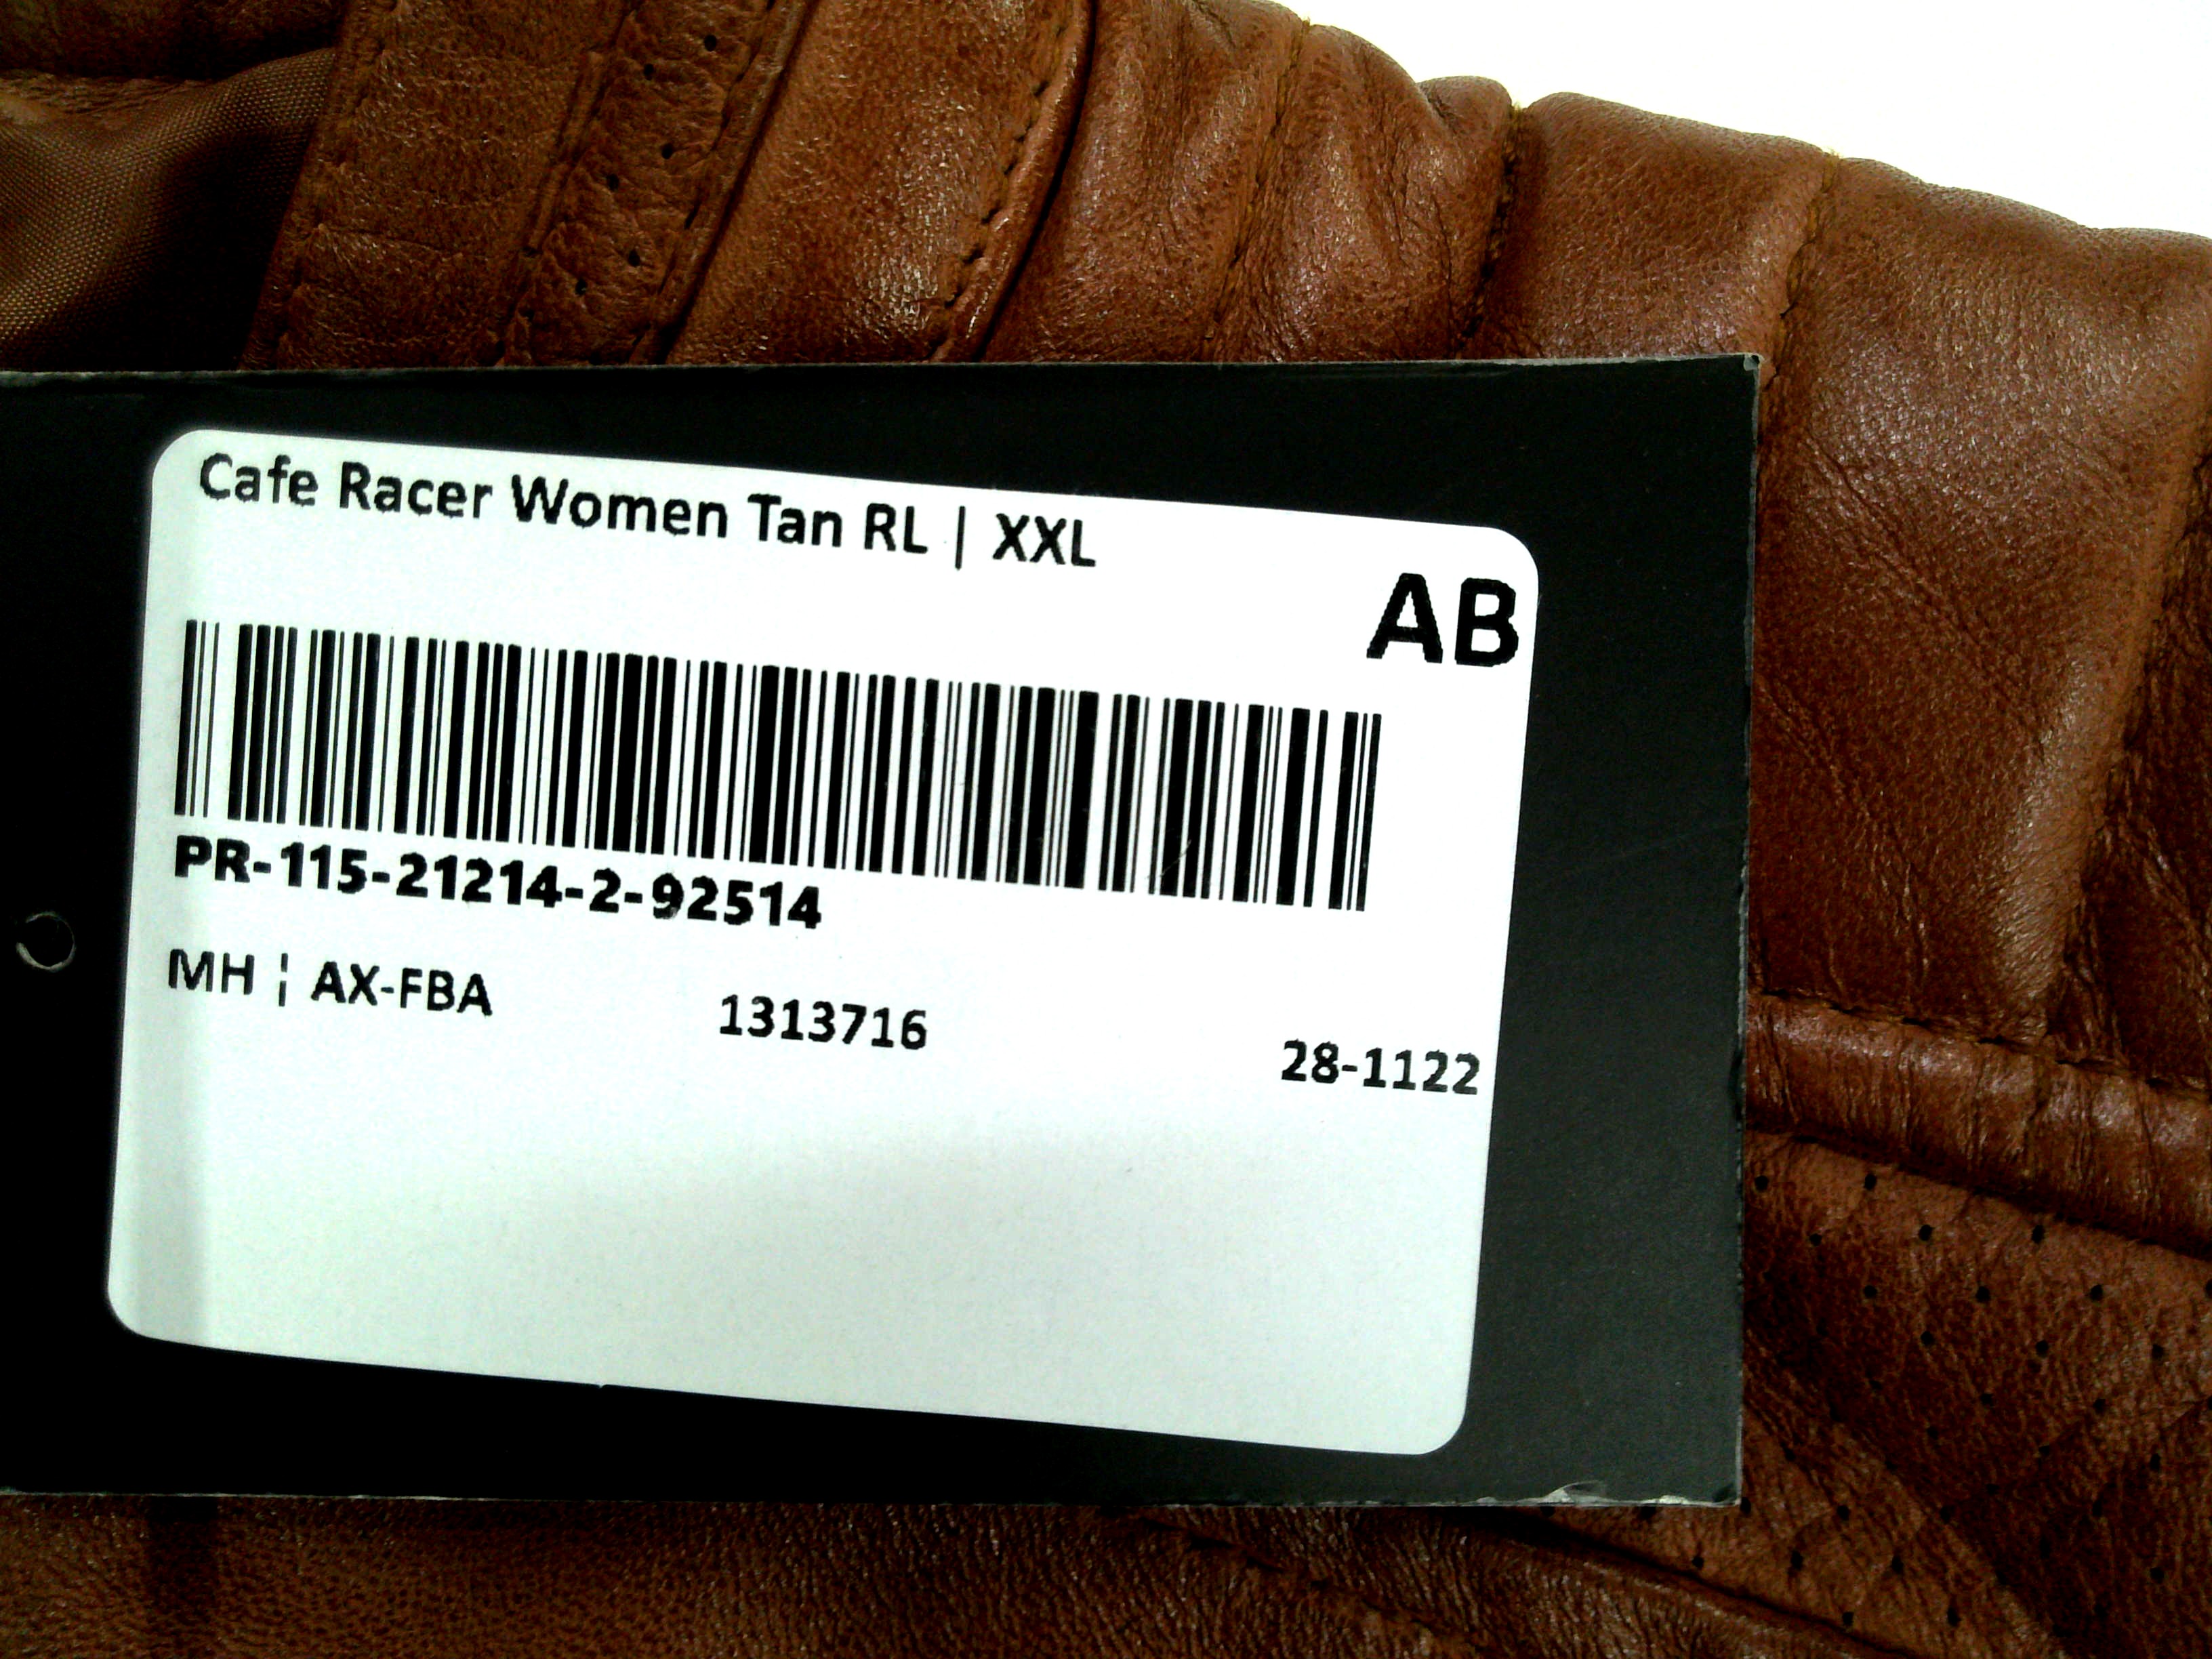 Cafe Racer Women Tan RL | XXL
AB
PR-115-21214-2-92514
MH ¦ AX-FBA 1313716 28-1122